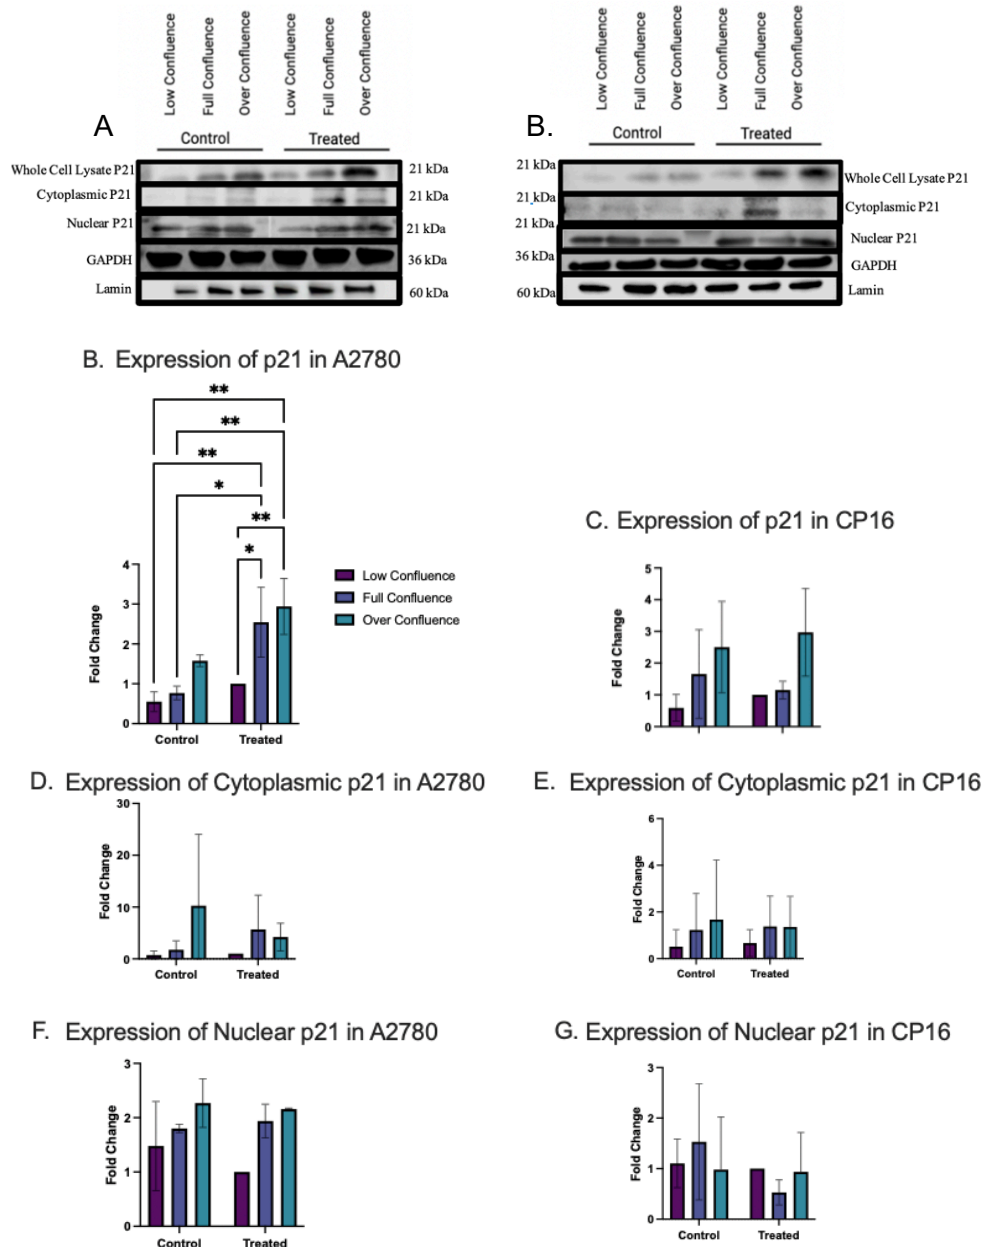 Low Confluence
Full Confluence
Over Confluence
Low Confluence
Full Confluence
Over Confluence
A
Control
Treated
Whole Cell Lysate P21
21 kDa
Cytoplasmic P21
21 kDa
Nuclear P21
21 kDa
GAPDH
36 kDa
Lamin
60 kDa
Low Confluence
Full Confluence
Over Confluence
Low Confluence
Full Confluence
Over Confluence
B.
Control
Treated
21 kDa
Whole Cell Lysate P21
21 kDa
Cytoplasmic P21
21 kDa
Nuclear P21
36 kDa
GAPDH
60 kDa
Lamin
B. Expression of p21 in A2780
**
**
**
*
**
*
4
3
2
1
0
Fold Change
Control
Treated
Low Confluence
Full Confluence
Over Confluence
C. Expression of p21 in CP16
5
4
3
2
1
0
Fold Change
D. Expression of Cytoplasmic p21 in A2780
30
20
10
0
Fold Change
Control
Treated
E. Expression of Cytoplasmic p21 in CP16
6
4
2
0
Fold Change
Control
Treated
F. Expression of Nuclear p21 in A2780
3
2
1
0
Fold Change
Control
Treated
G. Expression of Nuclear p21 in CP16
3
2
1
0
Fold Change
Control
Treated